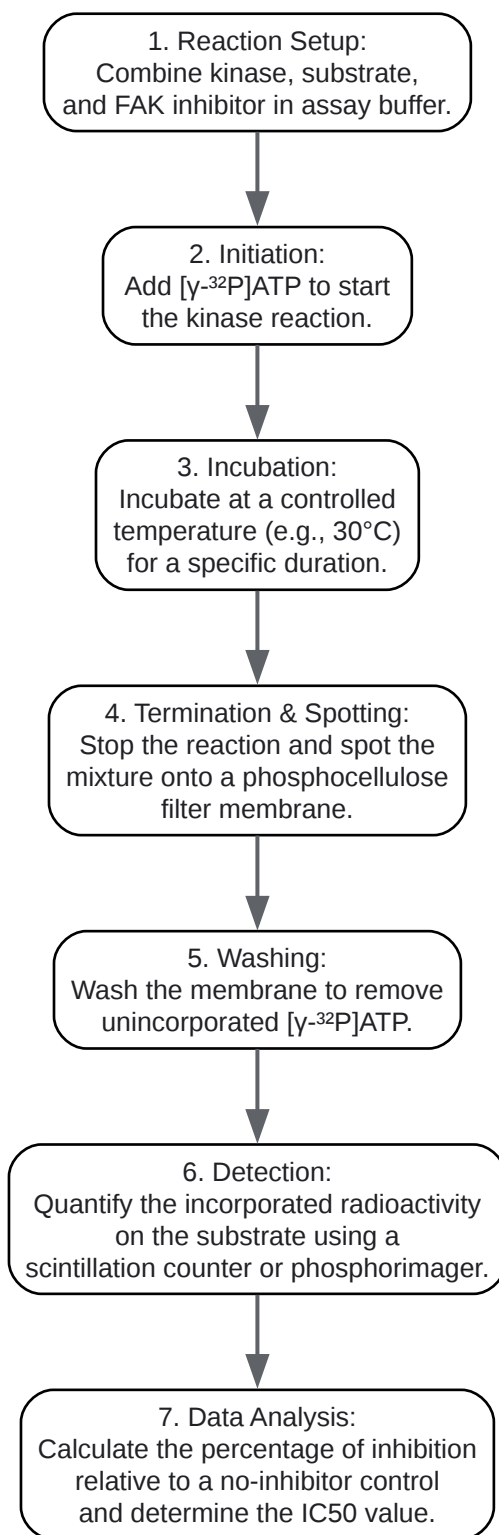 1. Reaction Setup:
Combine kinase, substrate,
and FAK inhibitor in assay buffer.
2. Initiation:
Add [γ-³²P]ATP to start
the kinase reaction.
3. Incubation:
Incubate at a controlled
temperature (e.g., 30°C)
for a specific duration.
4. Termination & Spotting:
Stop the reaction and spot the
mixture onto a phosphocellulose
filter membrane.
5. Washing:
Wash the membrane to remove
unincorporated [γ-³²P]ATP.
6. Detection:
Quantify the incorporated radioactivity
on the substrate using a
scintillation counter or phosphorimager.
7. Data Analysis:
Calculate the percentage of inhibition
relative to a no-inhibitor control
and determine the IC50 value.